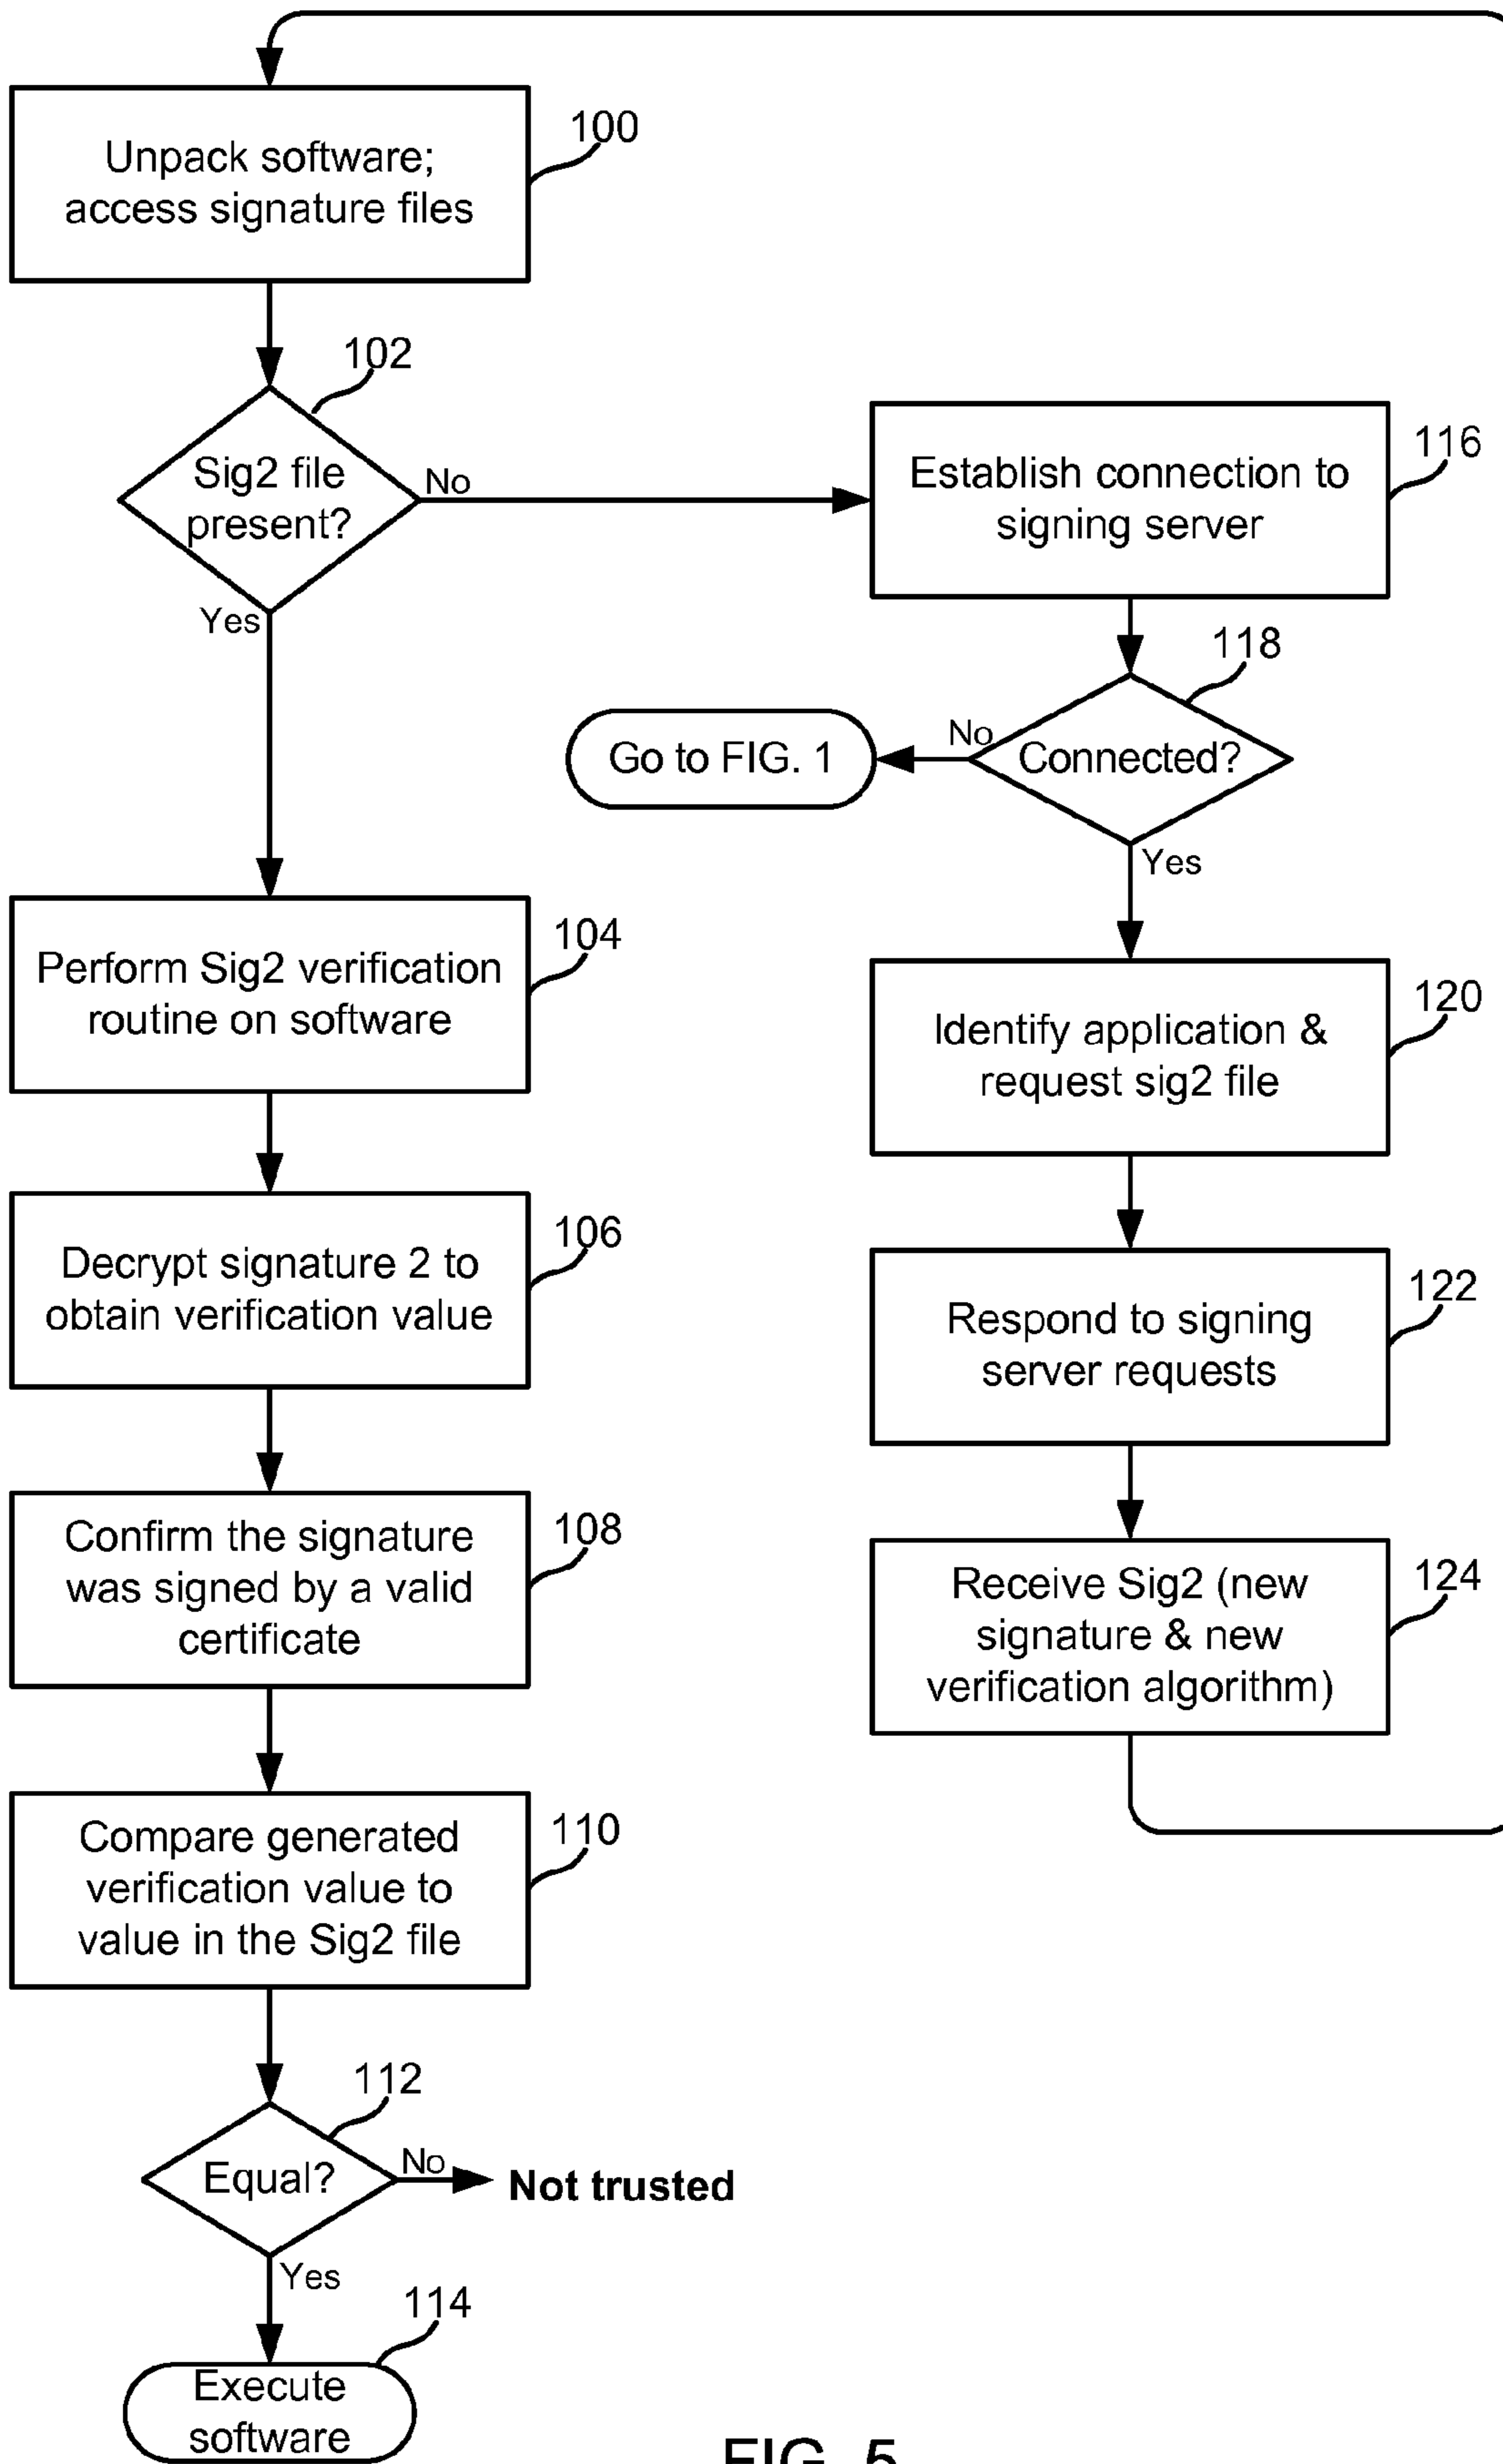 Unpack software;
access signature files
100
102
Sig2 file
present?
No
Yes
Establish connection to
signing server
116
118
Connected?
No
Go to FIG. 1
Yes
Perform Sig2 verification
routine on software
104
Identify application &
request sig2 file
120
Decrypt signature 2 to
obtain verification value
106
Respond to signing
server requests
122
Confirm the signature
was signed by a valid
certificate
108
Receive Sig2 (new
signature & new
verification algorithm)
124
Compare generated
verification value to
value in the Sig2 file
110
112
Equal?
No
Not trusted
Yes
114
Execute
software
FIG. 5